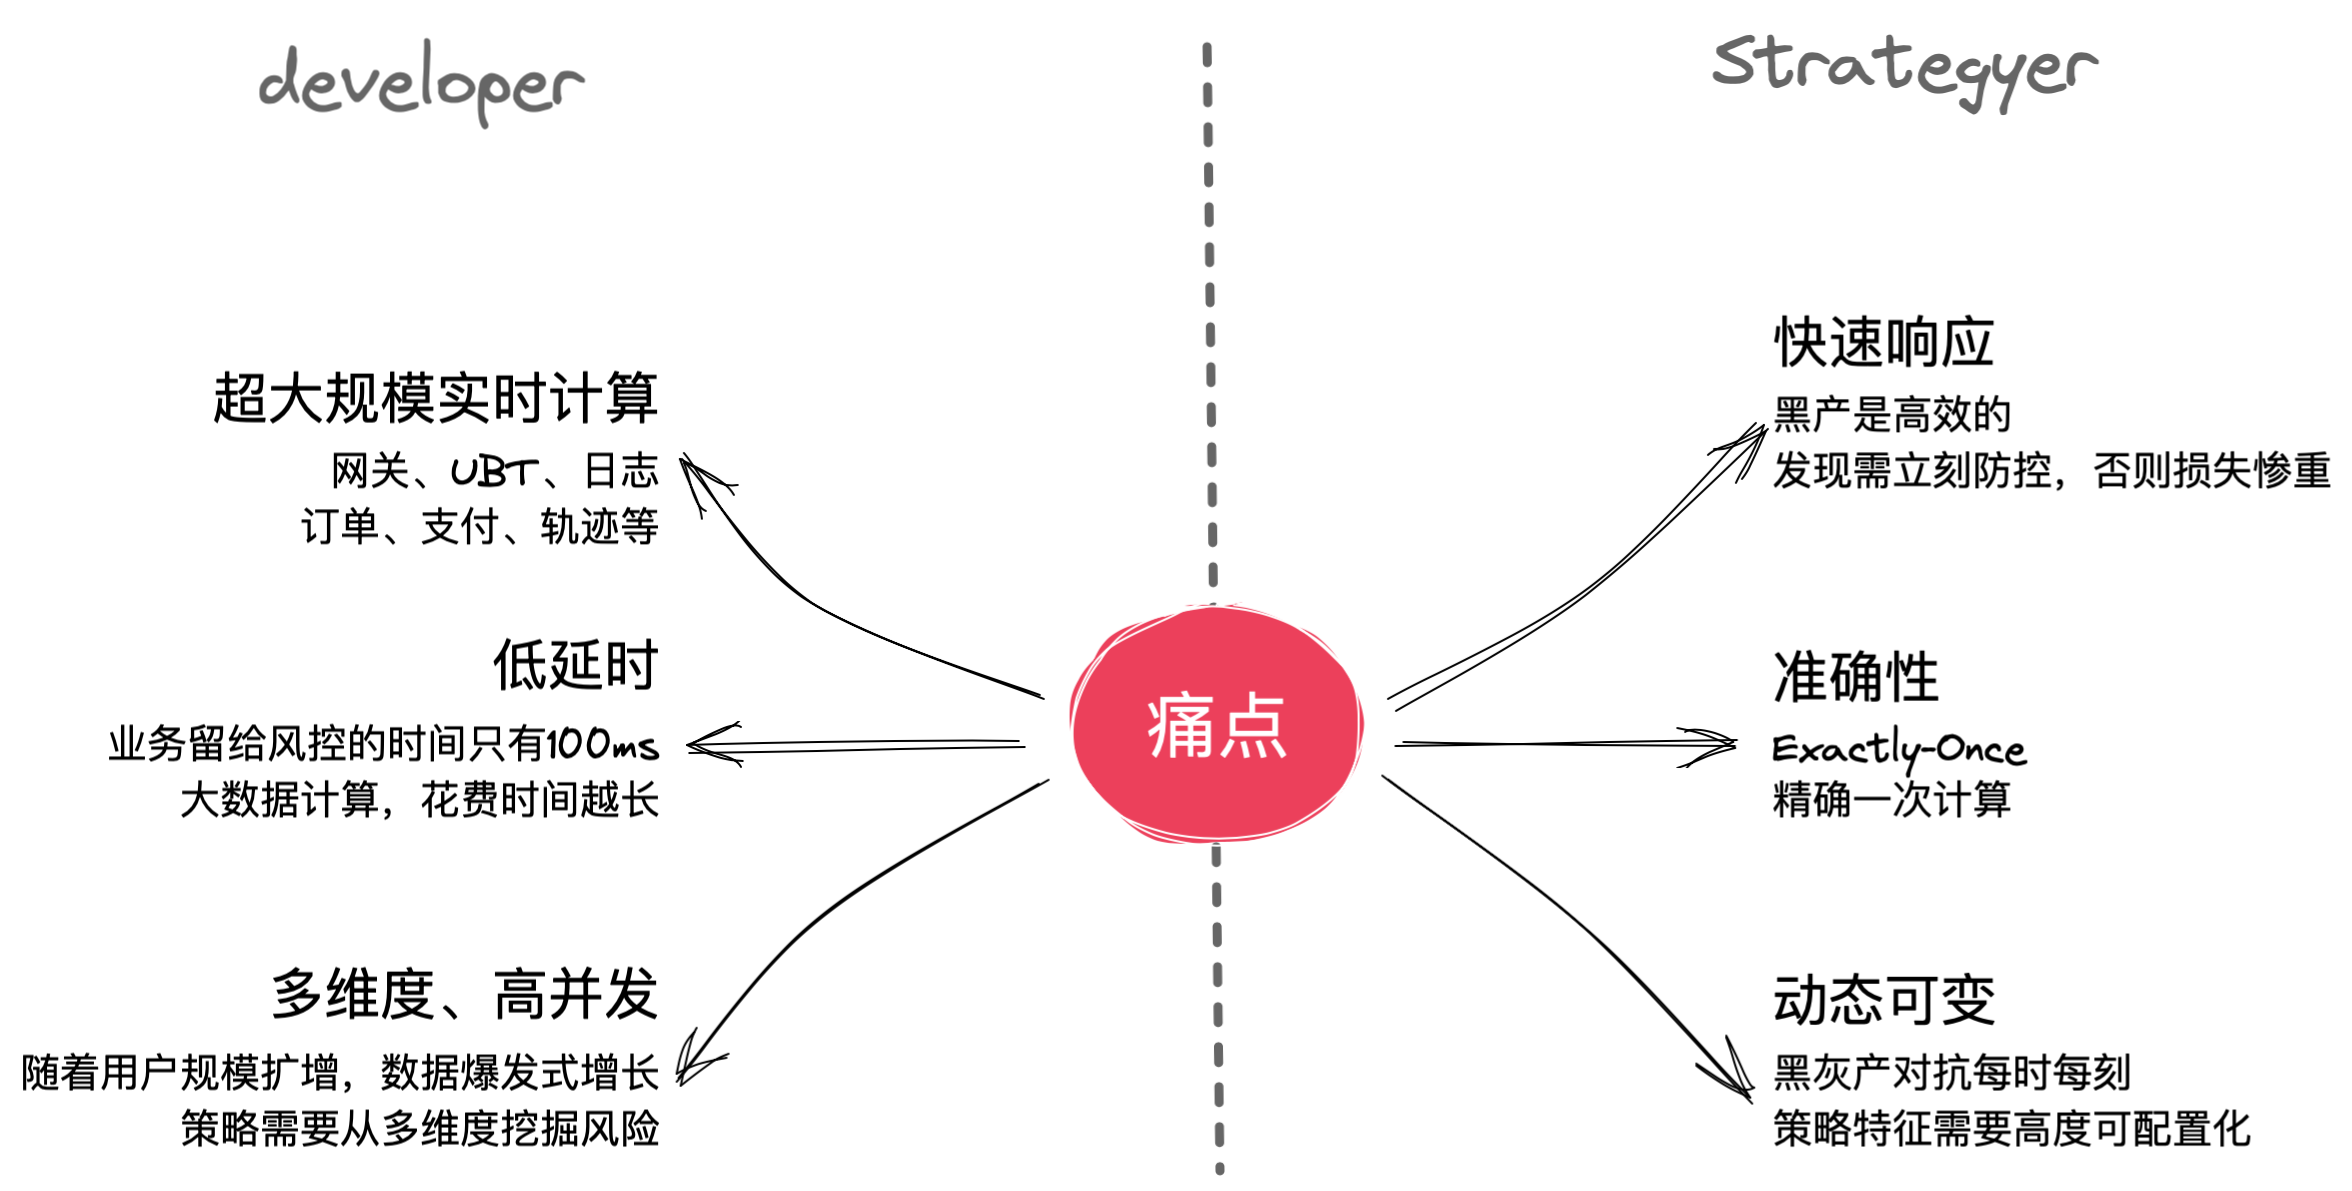 developer
超大规模实时计算
网关、UBT、日志
订单、支付、轨迹等
低延时
业务留给风控的时间只有100ms
大数据计算，花费时间越长
多维度、高并发
随着用户规模扩增，数据爆发式增长
策略需要从多维度挖掘风险
痛点
Strategyer
快速响应
黑产是高效的
发现需立刻防控，否则损失惨重
准确性
Exactly-Once
精确一次计算
动态可变
黑灰产对抗每时每刻
策略特征需要高度可配置化